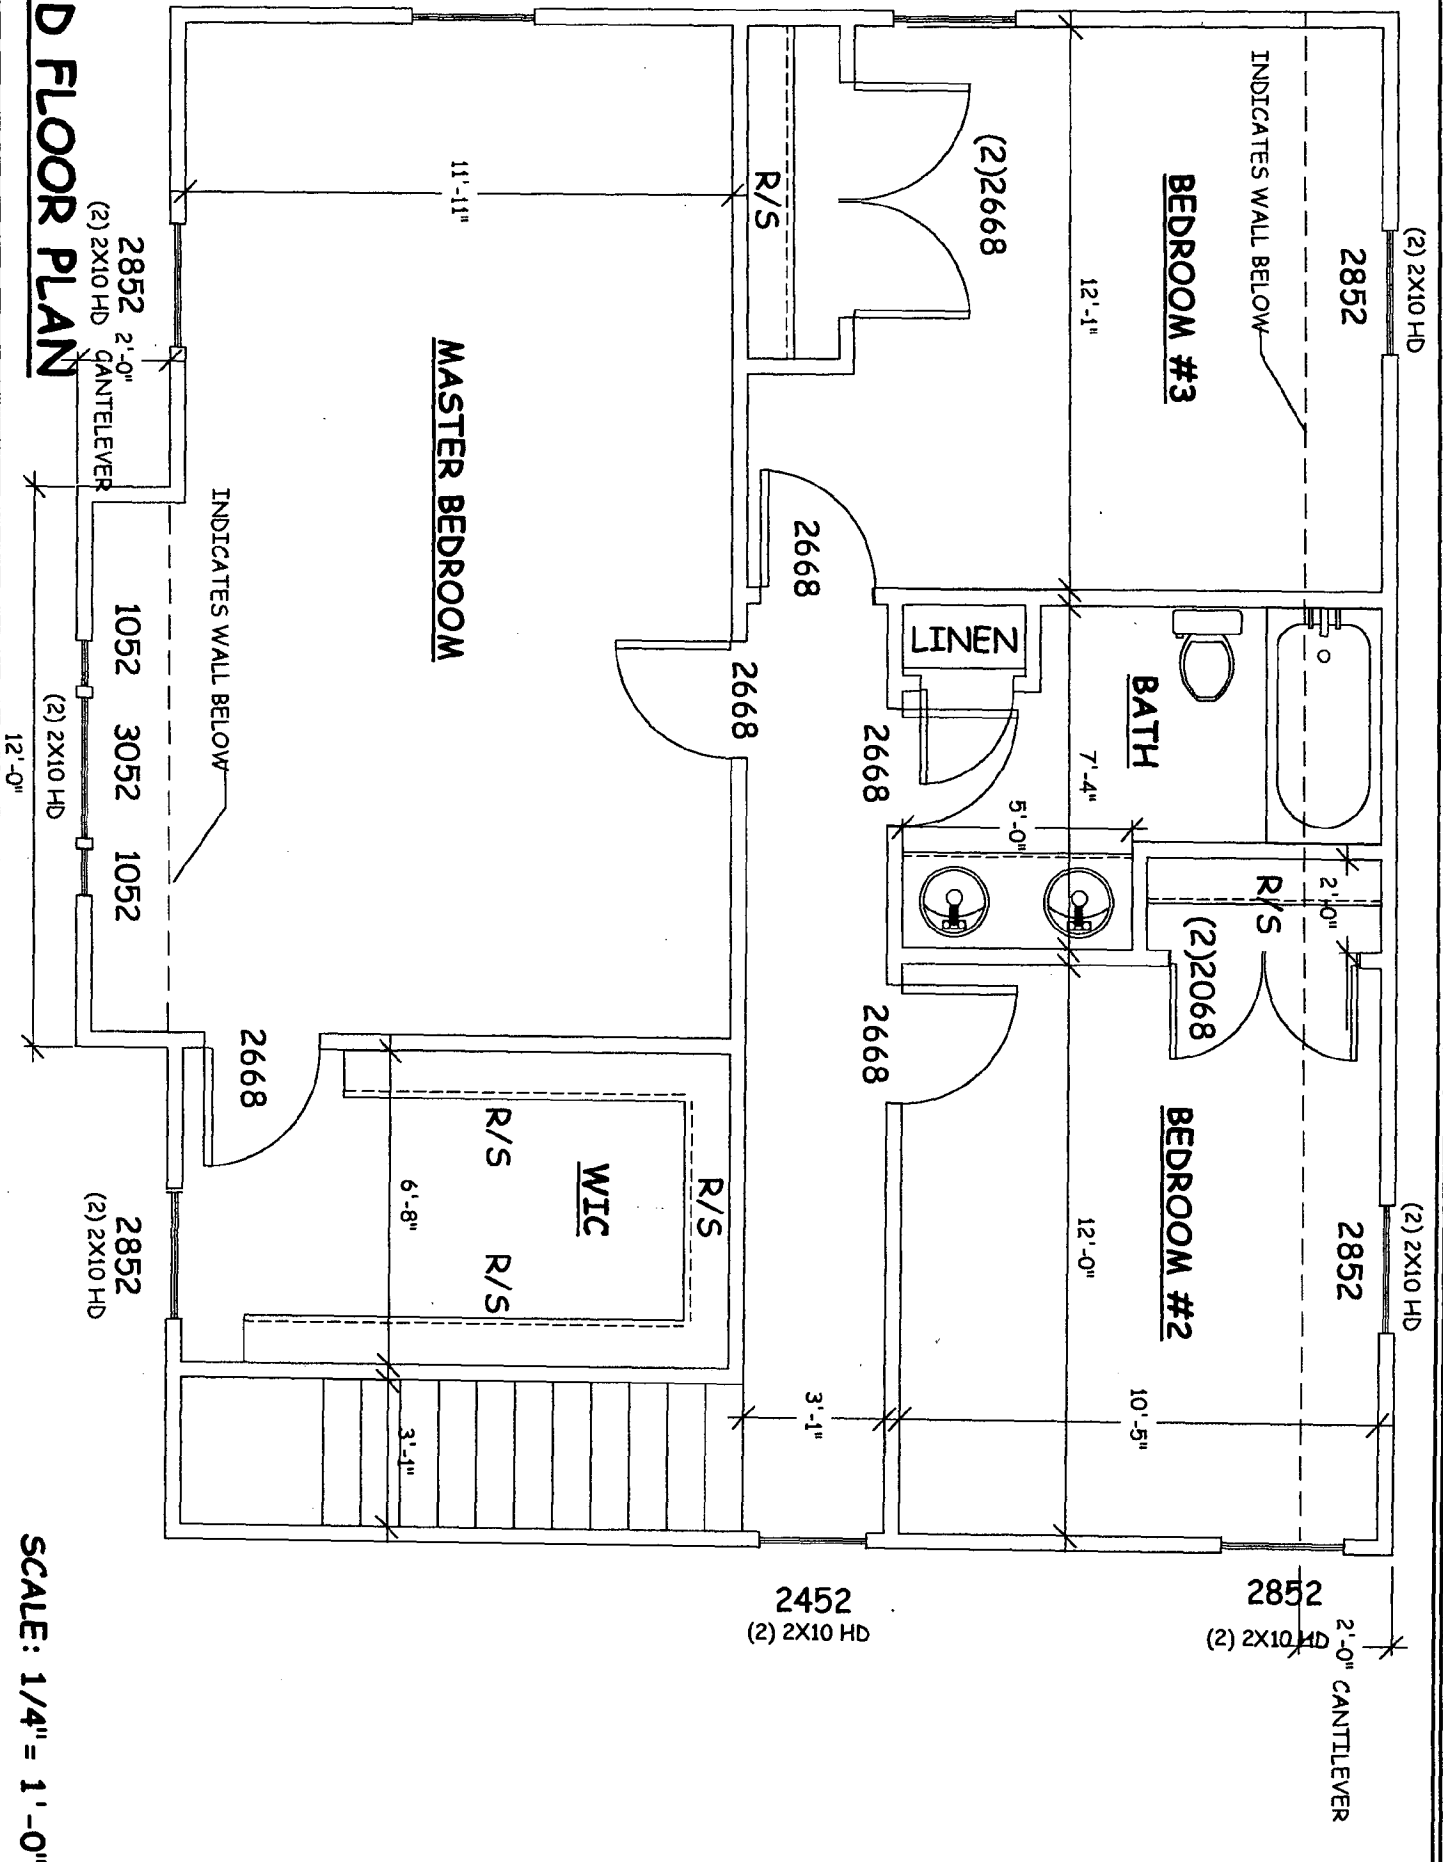 (2) 2X10 HD
2852
(2) 2X10 HD
2852
INDICATES WALL BELOW
BEDROOM #3
BATH
BEDROOM #2
R/S
2'-0"
(2)2068
2852
(2) 2X10 HD
2'-0" CANTILEVER
12'-1"
7'-4"
12'-0"
10'-5"
5'-0"
(2)2668
LINEN
2668
2668
2668
R/S
2668
3'-1"
2452
(2) 2X10 HD
11'-11"
MASTER BEDROOM
R/S
WIC
R/S
R/S
6'-8"
3'-1"
2668
INDICATES WALL BELOW
2852
(2) 2X10 HD
2'-0"
CANTELEVER
1052
3052
1052
(2) 2X10 HD
12'-0"
2852
(2) 2X10 HD
D FLOOR PLAN
SCALE: 1/4"= 1'-0"